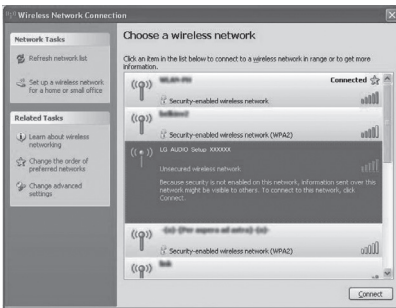 Wireless Network Connection
Network Tasks
Refresh network list
Set up a wireless network
for a home or small office
Related Tasks
Learn about wireless
networking
Change the order of
preferred networks
Change advanced
settings
Choose a wireless network
Click an item in the list below to connect to a wireless network in range or to get more
information.
Connected
Security-enabled wireless network
Security-enabled wireless network (WPA2)
LG AUDIO Setup XXXXXX
Unsecured wireless network
Because security is not enabled on this network, information sent over this
network might be visible to others. To connect to this network, click
Connect.
Security-enabled wireless network (WPA2)
Connect